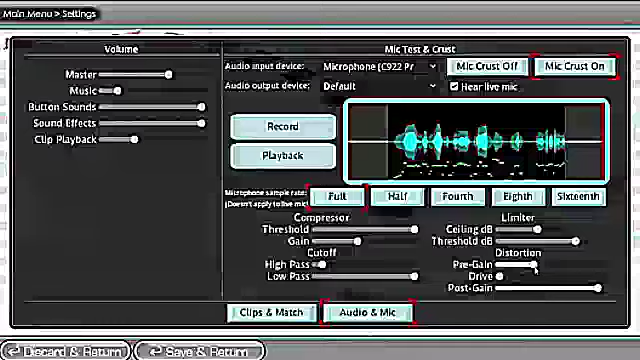 Main Menu > Settings
Volume
Master
Music
Button Sounds
Sound Effects
Clip Playback
Mic Test & Crust
Audio input device: Microphone (C922 Pr
Mic Crust Off
Mic Crust On
Audio output device: Default
Hear live mic
Record
Playback
Microphone sample rate:
(Doesn't apply to live mic)
Full
Half
Fourth
Eighth
Sixteenth
Compressor
Threshold
Gain
Cutoff
High Pass
Low Pass
Limiter
Ceiling dB
Threshold dB
Distortion
Pre-Gain
Drive
Post-Gain
Clips & Match
Audio & Mic
Discard & Return
Save & Return